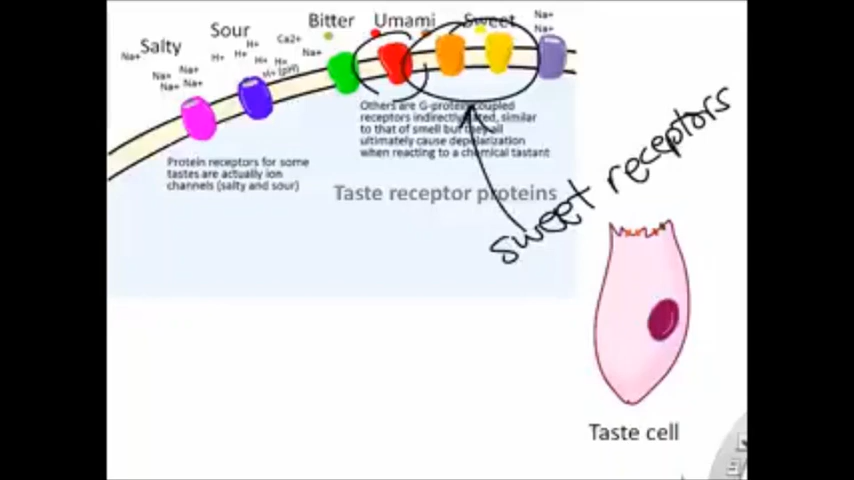 Salty
Sour
Bitter
Umami
Sweet
Na+
Na+
Na+
Na+
Na+
Na+
H+
H+
H+
H+
H+
H+ (pH)
Ca2+
Na+
Na+
Na+
Others are G-protein coupled
receptors indirectly gated, similar
to that of smell but they all
ultimately cause depolarization
when reacting to a chemical tastant
Protein receptors for some
tastes are actually ion
channels (salty and sour)
Taste receptor proteins
sweet receptors
Taste cell